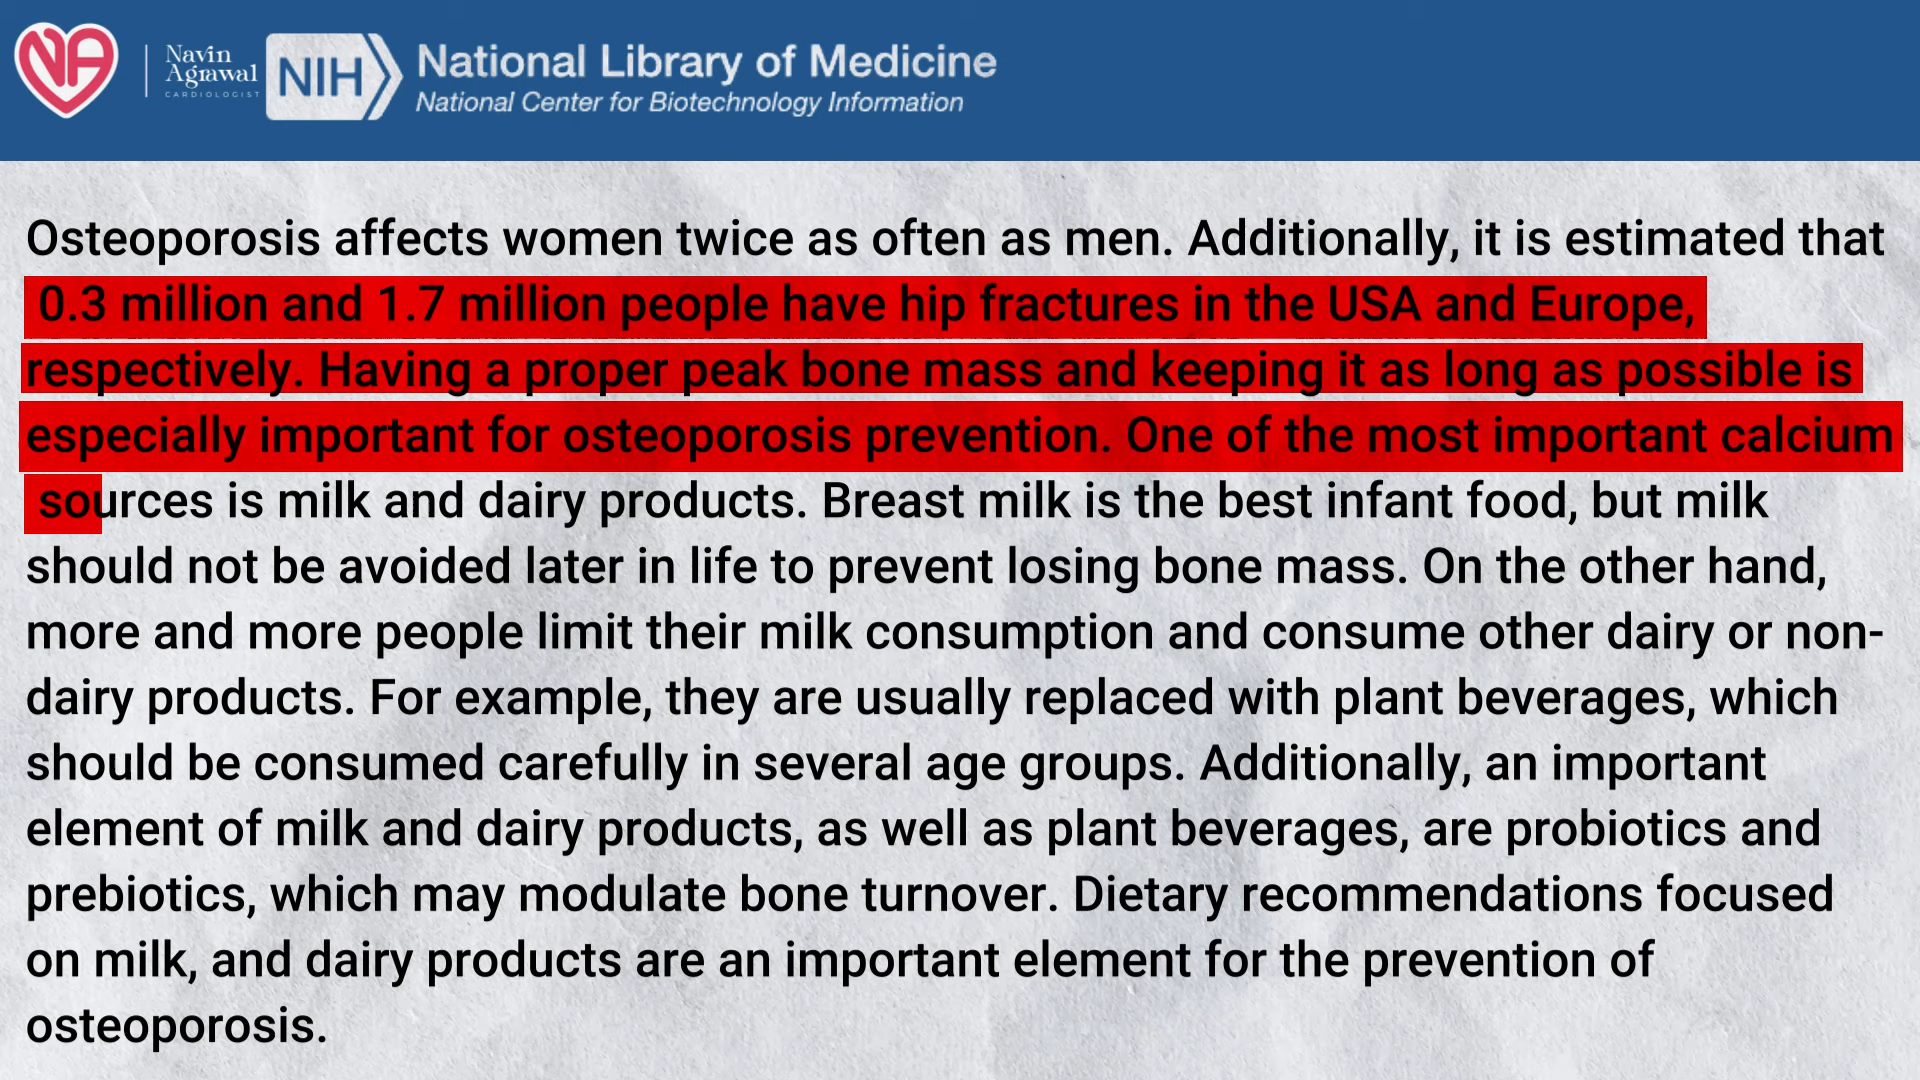 NA
Navin
Agrawal
CARDIOLOGIST
NIH
National Library of Medicine
National Center for Biotechnology Information
Osteoporosis affects women twice as often as men. Additionally, it is estimated that
0.3 million and 1.7 million people have hip fractures in the USA and Europe,
respectively. Having a proper peak bone mass and keeping it as long as possible is
especially important for osteoporosis prevention. One of the most important calcium
sources is milk and dairy products. Breast milk is the best infant food, but milk
should not be avoided later in life to prevent losing bone mass. On the other hand,
more and more people limit their milk consumption and consume other dairy or non-
dairy products. For example, they are usually replaced with plant beverages, which
should be consumed carefully in several age groups. Additionally, an important
element of milk and dairy products, as well as plant beverages, are probiotics and
prebiotics, which may modulate bone turnover. Dietary recommendations focused
on milk, and dairy products are an important element for the prevention of
osteoporosis.